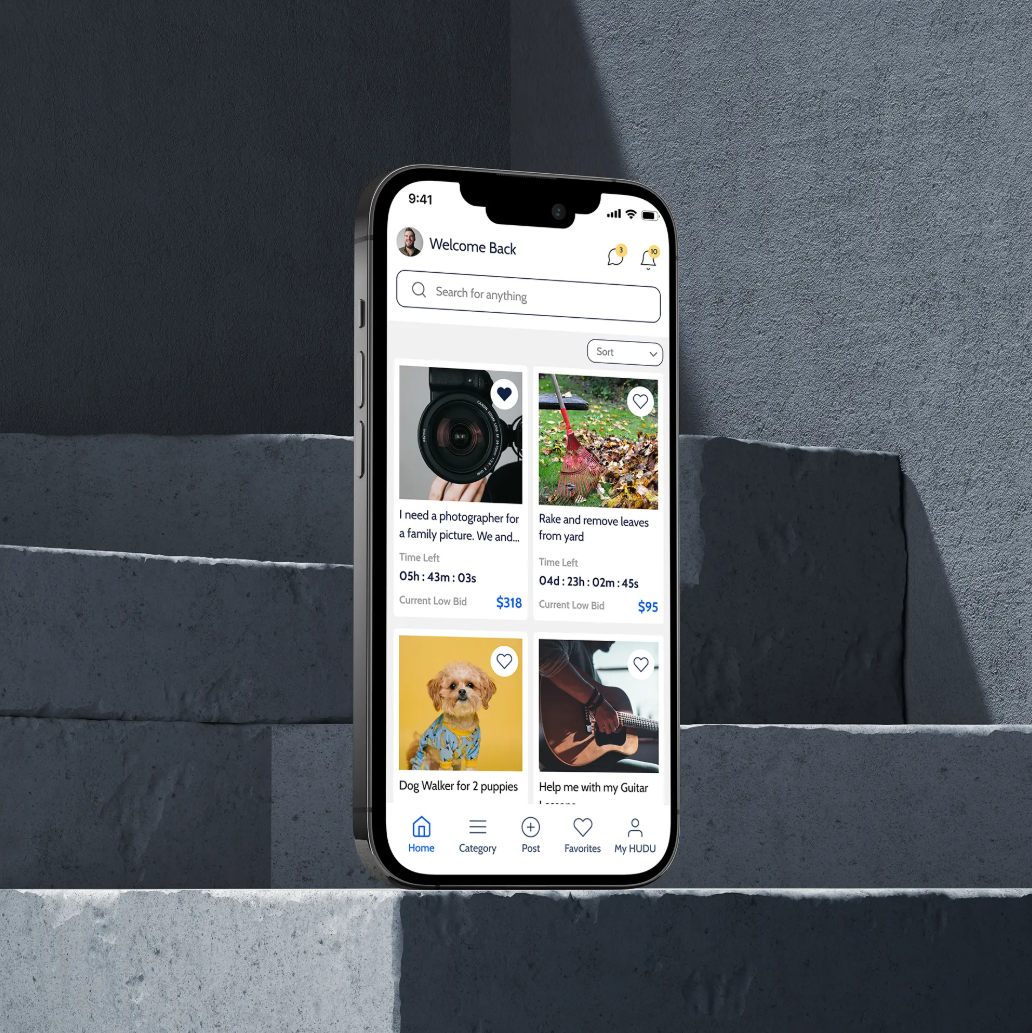 9:41
Welcome Back
3
10
Search for anything
Sort
I need a photographer for
a family picture. We and...
Time Left
05h : 43m : 03s
Current Low Bid
$318
Rake and remove leaves
from yard
Time Left
04d : 23h : 02m : 45s
Current Low Bid
$95
Dog Walker for 2 puppies
Help me with my Guitar
Lessons
Home
Category
Post
Favorites
My HUDU